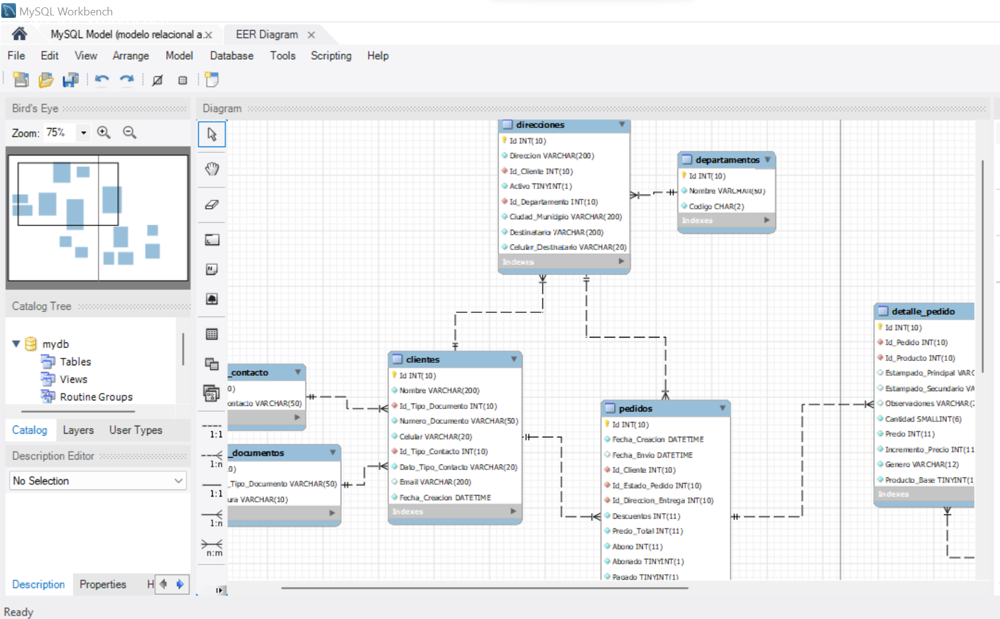 MySQL Workbench
MySQL Model (modelo relacional a.
EER Diagram
File Edit View Arrange Model Database Tools Scripting Help
Bird's Eye
Zoom: 75%
Catalog Tree
mydb
Tables
Views
Routine Groups
Catalog Layers User Types
Description Editor
No Selection
Description Properties H
Ready
Diagram
1:1
1:n
1:1
1:n
n:m
direcciones
Id INT(10)
Direccion VARCHAR(200)
Id_Cliente INT(10)
Activo TINYINT(1)
Id_Departamento INT(10)
Ciudad_Municipio VARCHAR(200)
Destinatario VARCHAR(200)
Celular_Destinatario VARCHAR(20)
Indexes
departamentos
Id INT(10)
Nombre VARCHAR(50)
Codigo CHAR(2)
Indexes
_contacto
0)
ontacto VARCHAR(50)
_documentos
.0)
_Tipo_Documento VARCHAR(50)
ura VARCHAR(10)
clientes
Id INT(10)
Nombre VARCHAR(200)
Id_Tipo_Documento INT(10)
Numero_Documento VARCHAR(50)
Celular VARCHAR(20)
Id_Tipo_Contacto INT(10)
Dato_Tipo_Contacto VARCHAR(20)
Email VARCHAR(200)
Fecha_Creacion DATETIME
Indexes
pedidos
Id INT(10)
Fecha_Creacion DATETIME
Fecha_Envio DATETIME
Id_Cliente INT(10)
Id_Estado_Pedido INT(10)
Id_Direccion_Entrega INT(10)
Descuentos INT(11)
Precio_Total INT(11)
Abono INT(11)
Abonado TINYINT(1)
Pagado TINYINT(1)
detalle_pedido
Id INT(10)
Id_Pedido INT(10)
Id_Producto INT(10)
Estampado_Principal VARC
Estampado_Secundario VA
Observaciones VARCHAR(2
Cantidad SMALLINT(6)
Precio INT(11)
Incremento_Precio INT(11
Genero VARCHAR(12)
Producto_Base TINYINT(1
Indexes